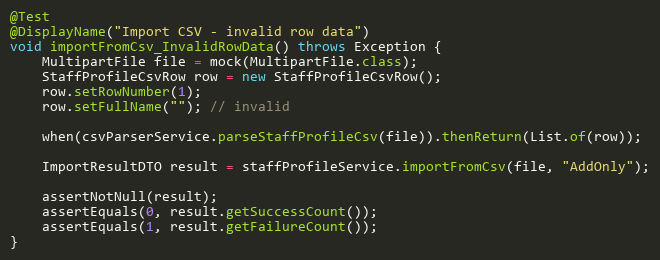 @Test
@DisplayName("Import CSV - invalid row data")
void importFromCsv_InvalidRowData() throws Exception {
    MultipartFile file = mock(MultipartFile.class);
    StaffProfileCsvRow row = new StaffProfileCsvRow();
    row.setRowNumber(1);
    row.setFullName(""); // invalid

    when(csvParserService.parseStaffProfileCsv(file)).thenReturn(List.of(row));

    ImportResultDTO result = staffProfileService.importFromCsv(file, "AddOnly");

    assertNotNull(result);
    assertEquals(0, result.getSuccessCount());
    assertEquals(1, result.getFailureCount());
}